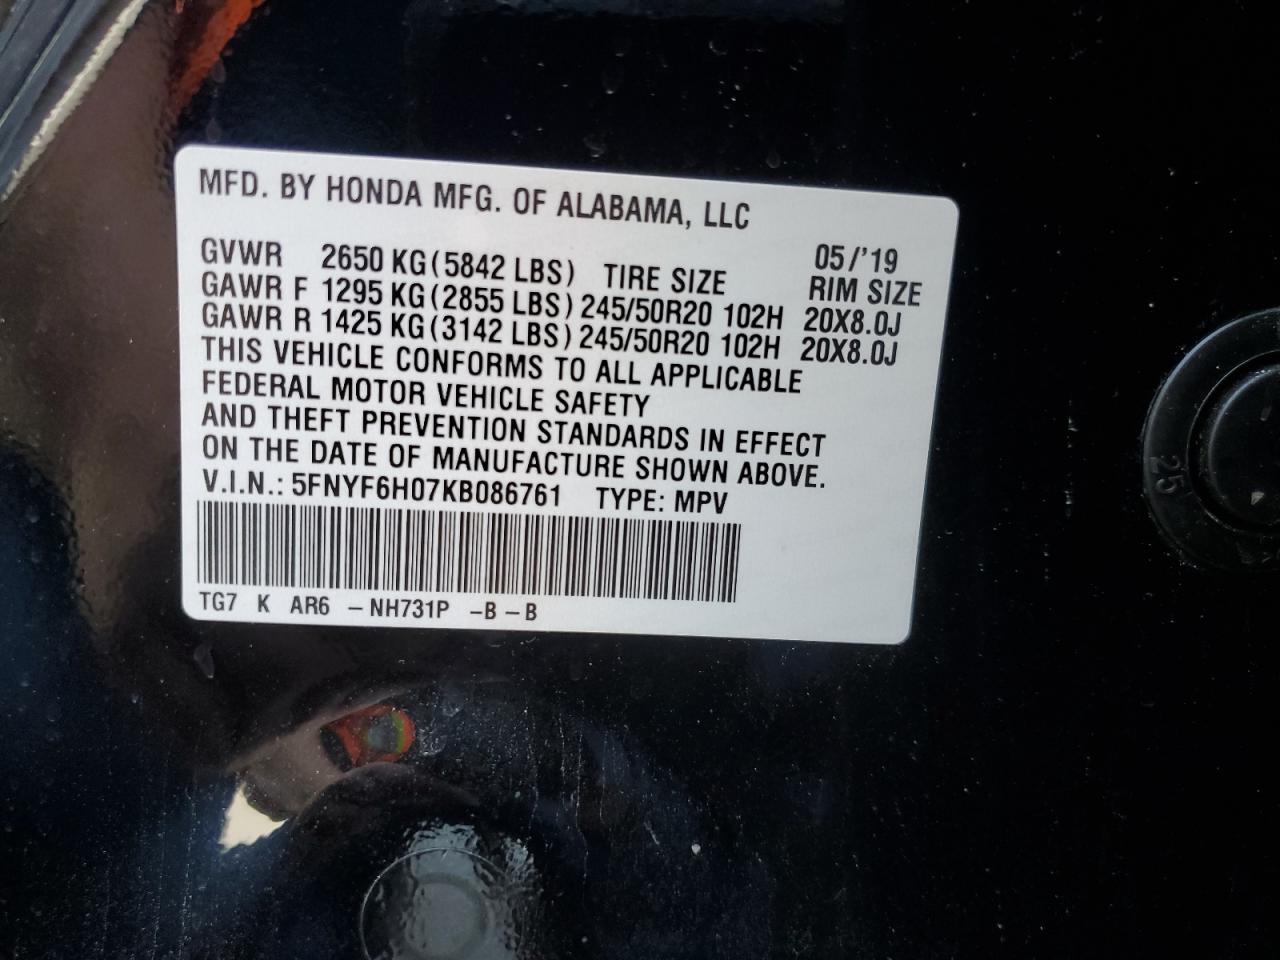 MFD. BY HONDA MFG. OF ALABAMA, LLC
GVWR 2650 KG (5842 LBS) TIRE SIZE 05/'19 RIM SIZE
GAWR F 1295 KG (2855 LBS) 245/50R20 102H 20X8.0J
GAWR R 1425 KG (3142 LBS) 245/50R20 102H 20X8.0J
THIS VEHICLE CONFORMS TO ALL APPLICABLE
FEDERAL MOTOR VEHICLE SAFETY
AND THEFT PREVENTION STANDARDS IN EFFECT
ON THE DATE OF MANUFACTURE SHOWN ABOVE.
V.I.N.: 5FNYF6H07KB086761 TYPE: MPV
TG7 K AR6 – NH731P –B – B
25